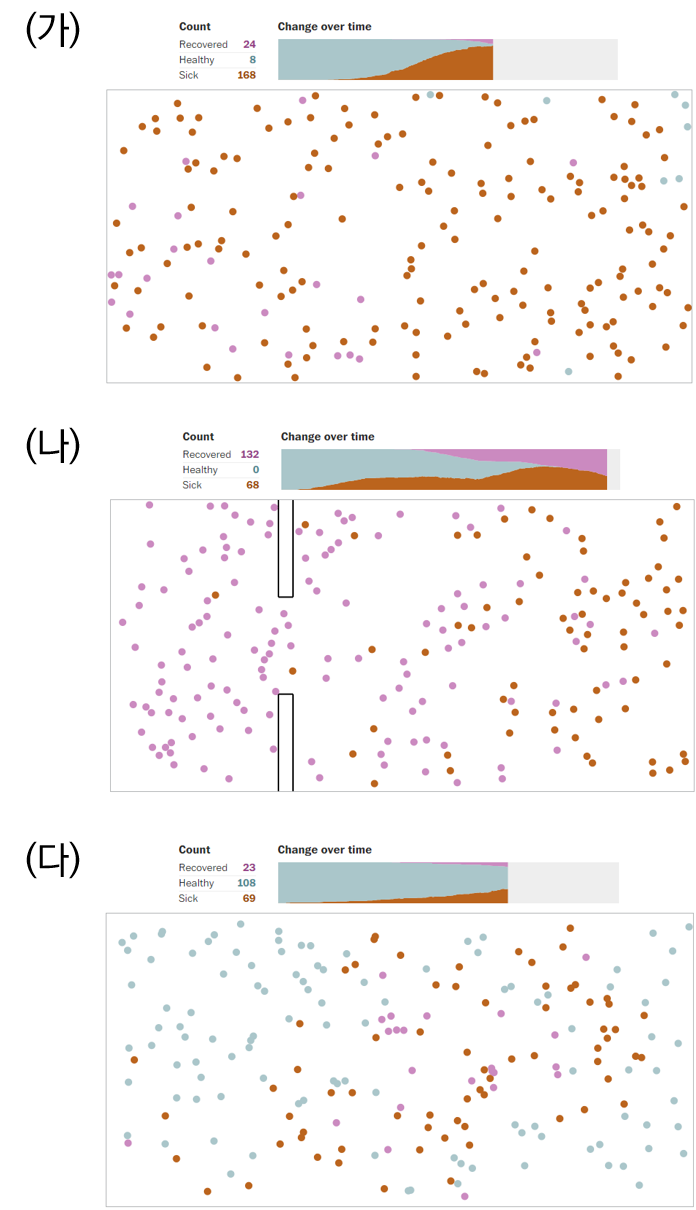 (가)
Count Change over time
Recovered 24
Healthy 8
Sick 168
(나)
Count Change over time
Recovered 132
Healthy 0
Sick 68
(다)
Count Change over time
Recovered 23
Healthy 108
Sick 69